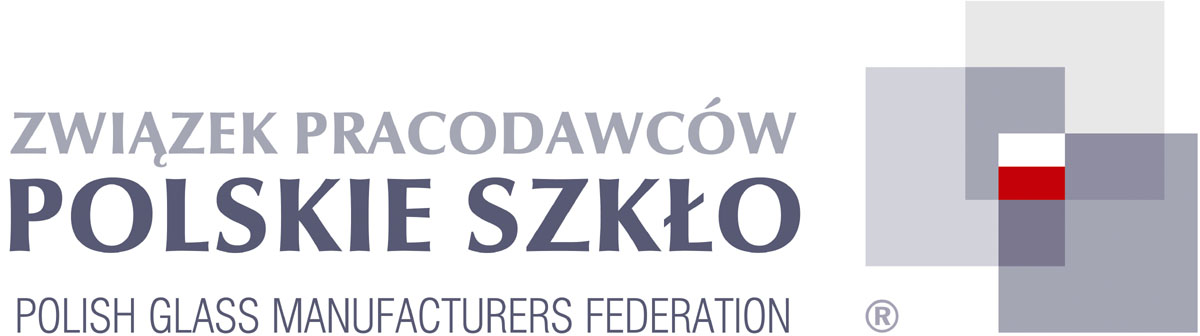 ZWIĄZEK PRACODAWCÓW
POLSKIE SZKŁO
POLISH GLASS MANUFACTURERS FEDERATION
®